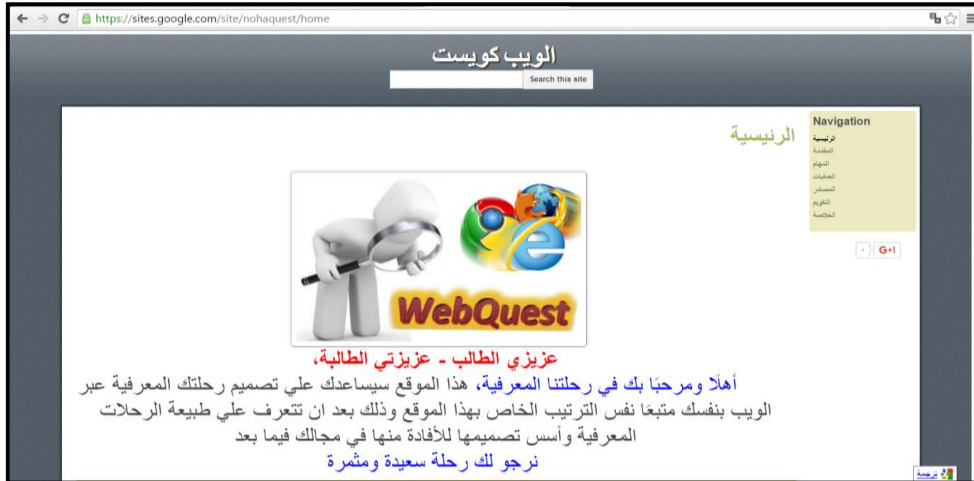 https://sites.google.com/site/nohaquest/home
الويب كويست
Search this site
Navigation
الرئيسية
المقدمة
المهام
العمليات
المصادر
التقويم
الخلاصة
G+1
الرئيسية
WebQuest
عزيزي الطالب - عزيزتي الطالبة،
أهلًا ومرحبًا بك في رحلتنا المعرفية، هذا الموقع سيساعدك علي تصميم رحلتك المعرفية عبر
الويب بنفسك متبعًا نفس الترتيب الخاص بهذا الموقع وذلك بعد ان تتعرف علي طبيعة الرحلات
المعرفية وأسس تصميمها للأفادة منها في مجالك فيما بعد
نرجو لك رحلة سعيدة ومثمرة
ترجمة